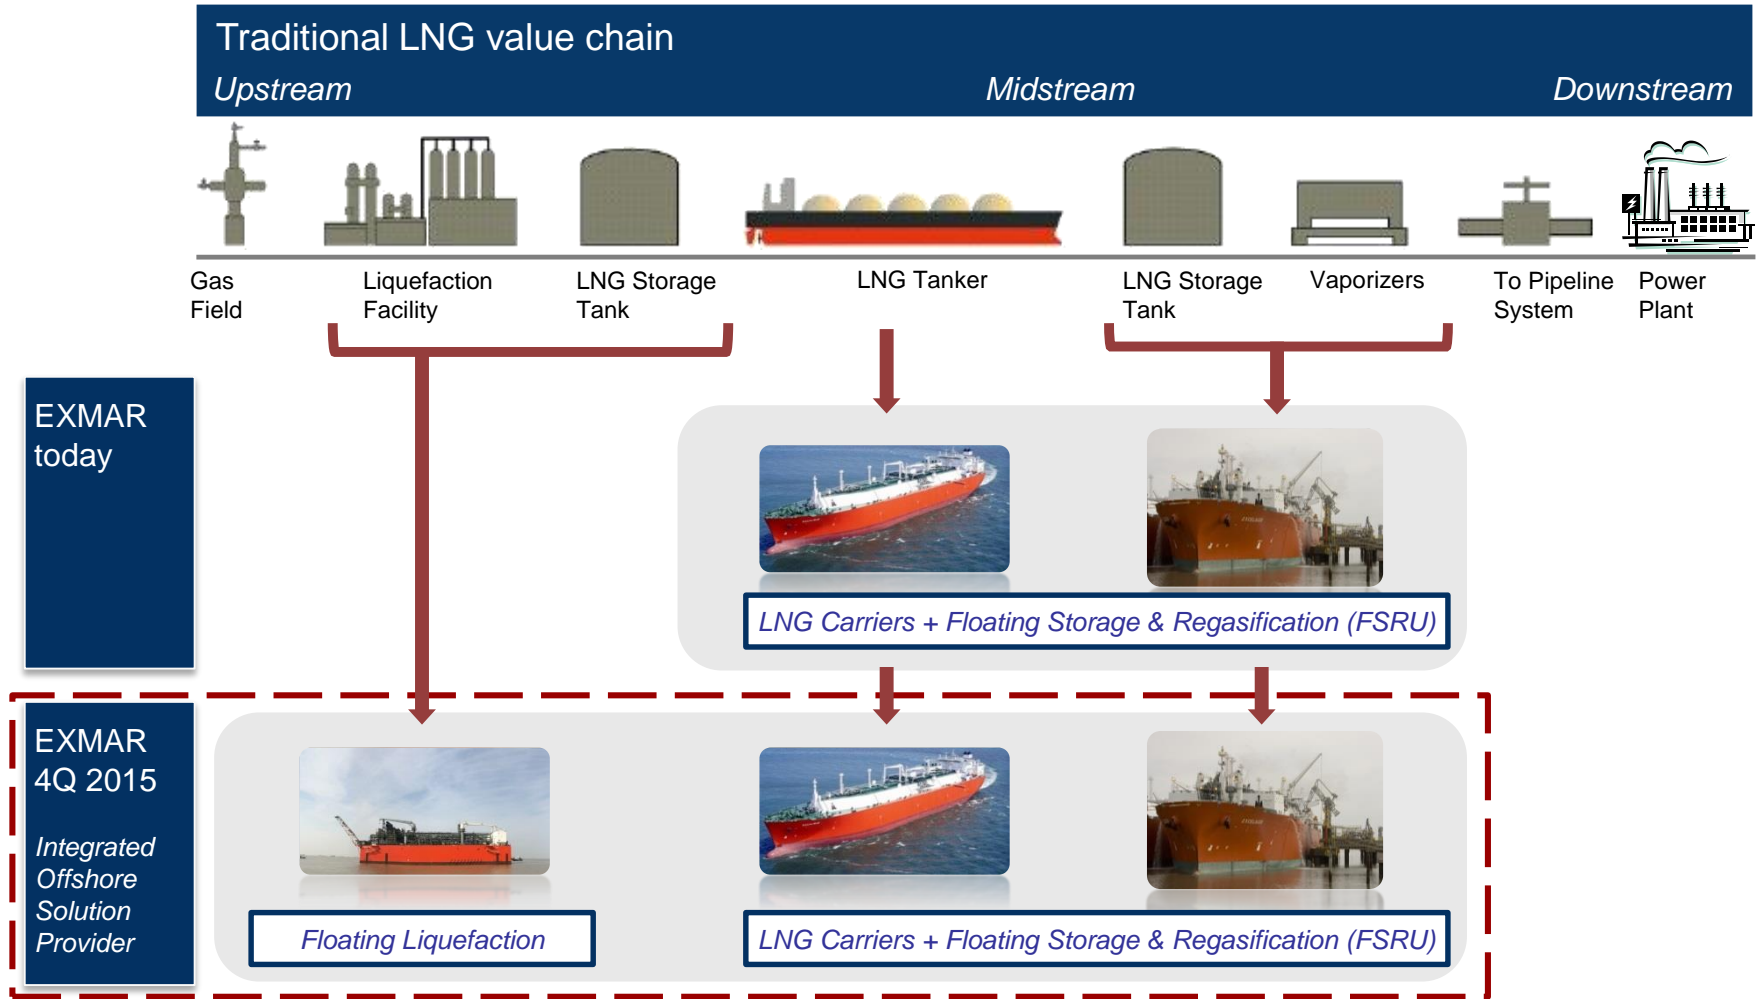 Traditional LNG value chain
Upstream
Midstream
Downstream
Gas
Field
Liquefaction
Facility
LNG Storage
Tank
LNG Tanker
LNG Storage
Tank
Vaporizers
To Pipeline
System
Power
Plant
EXMAR
today
LNG Carriers + Floating Storage & Regasification (FSRU)
EXMAR
4Q 2015
Integrated
Offshore
Solution
Provider
Floating Liquefaction
LNG Carriers + Floating Storage & Regasification (FSRU)